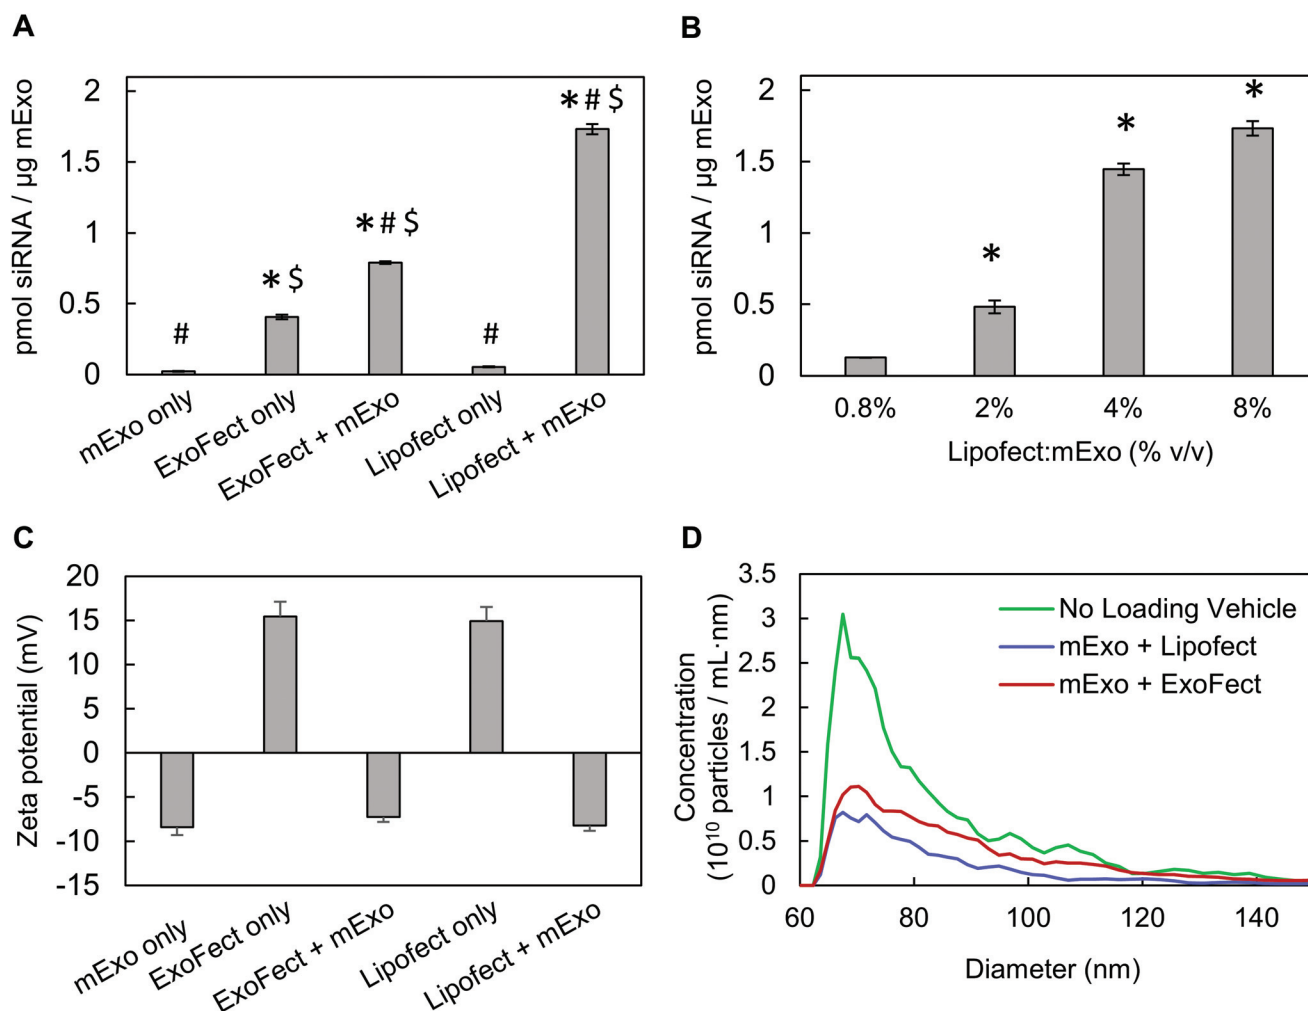 A
pmol siRNA / µg mExo
2
1.5
1
0.5
0
#
* $
* # $
#
* # $
mExo only
ExoFect only
ExoFect + mExo
Lipofect only
Lipofect + mExo
B
pmol siRNA / µg mExo
2
1.5
1
0.5
0
*
*
*
0.8%
2%
4%
8%
Lipofect:mExo (% v/v)
C
Zeta potential (mV)
20
15
10
5
0
-5
-10
-15
mExo only
ExoFect only
ExoFect + mExo
Lipofect only
Lipofect + mExo
D
Concentration
(10¹⁰ particles / mL·nm)
3.5
3
2.5
2
1.5
1
0.5
0
No Loading Vehicle
mExo + Lipofect
mExo + ExoFect
60
80
100
120
140
Diameter (nm)